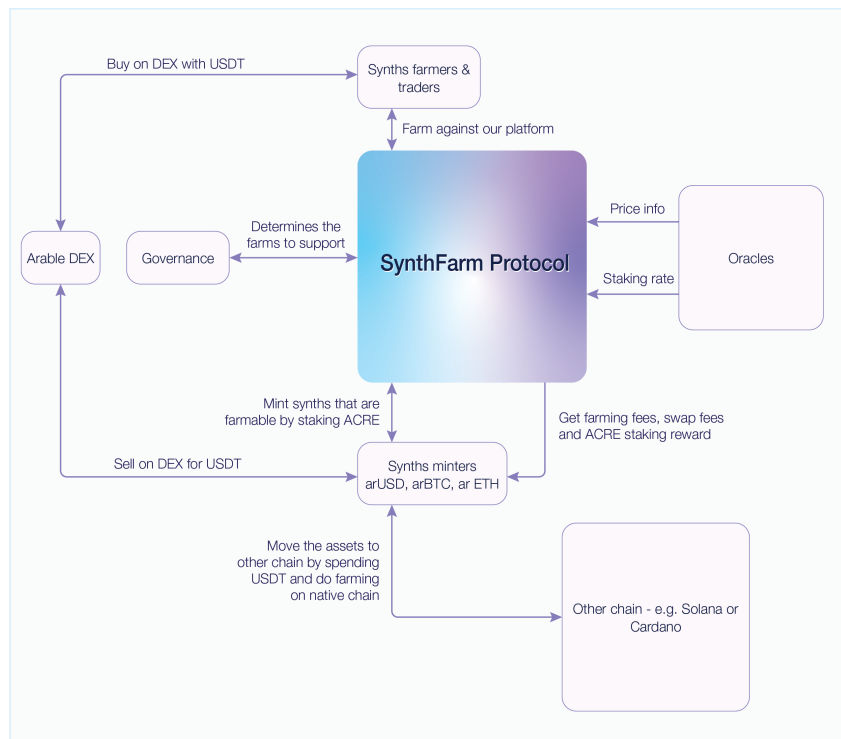 Buy on DEX with USDT
Synths farmers &
traders
Farm against our platform
Arable DEX
Governance
Determines the
farms to support
SynthFarm Protocol
Price info
Staking rate
Oracles
Mint synths that are
farmable by staking ACRE
Get farming fees, swap fees
and ACRE staking reward
Sell on DEX for USDT
Synths minters
arUSD, arBTC, ar ETH
Move the assets to
other chain by spending
USDT and do farming
on native chain
Other chain - e.g. Solana or
Cardano